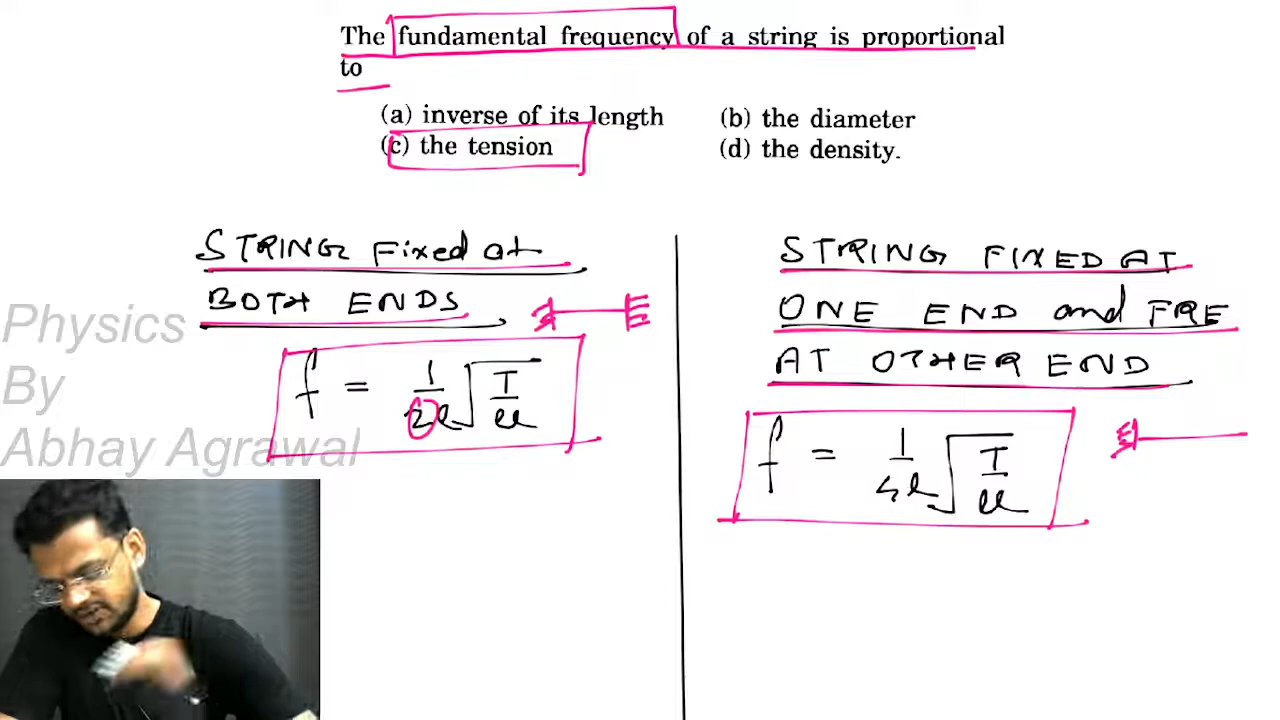 The fundamental frequency of a string is proportional
to
(a) inverse of its length (b) the diameter
(c) the tension (d) the density.
STRING Fixed at
BOTH ENDS
f = 1/2l √T/μ
STRING FIXED AT
ONE END and FRE
AT OTHER END
f = 1/4l √T/μ
Physics
By
Abhay Agrawal